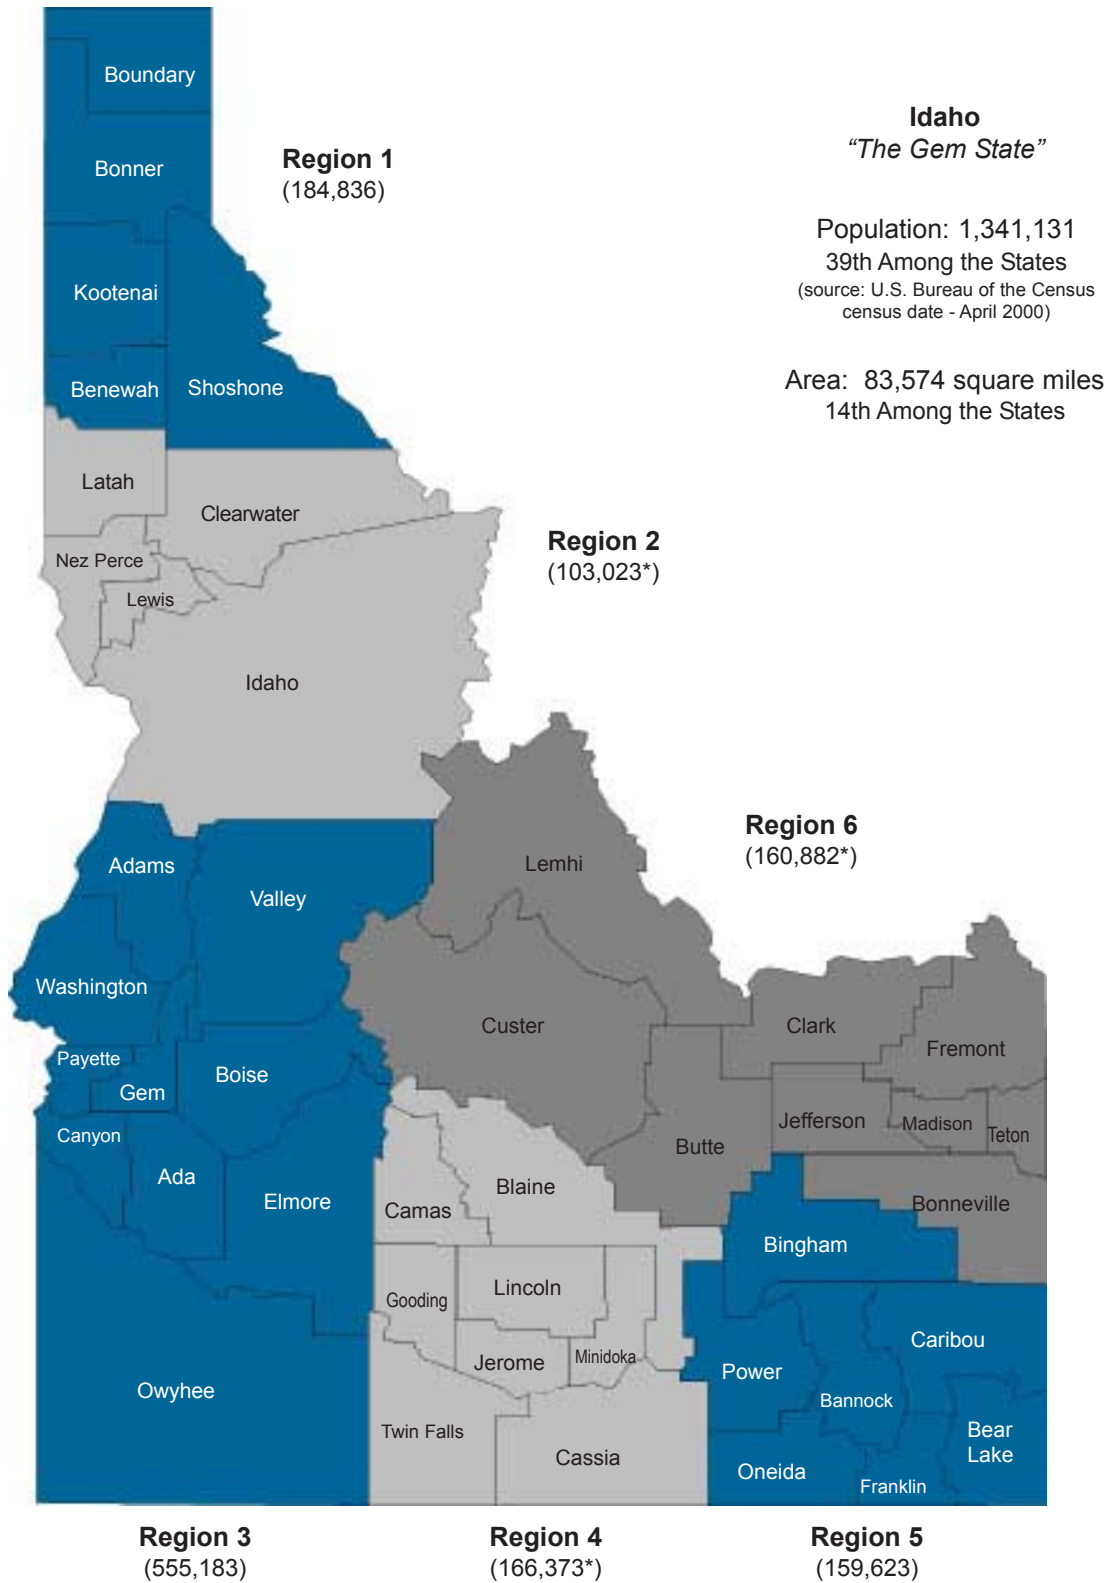 Boundary
Bonner
Region 1
(184,836)
Idaho
“The Gem State”
Population: 1,341,131
39th Among the States
(source: U.S. Bureau of the Census
census date - April 2000)
Area: 83,574 square miles
14th Among the States
Kootenai
Benewah
Shoshone
Latah
Clearwater
Nez Perce
Lewis
Region 2
(103,023*)
Idaho
Region 6
(160,882*)
Adams
Valley
Lemhi
Washington
Custer
Clark
Fremont
Payette
Gem
Boise
Jefferson
Madison
Teton
Canyon
Ada
Elmore
Butte
Camas
Blaine
Bonneville
Bingham
Gooding
Lincoln
Jerome
Minidoka
Caribou
Power
Bannock
Owyhee
Twin Falls
Cassia
Bear
Lake
Oneida
Franklin
Region 3
(555,183)
Region 4
(166,373*)
Region 5
(159,623)